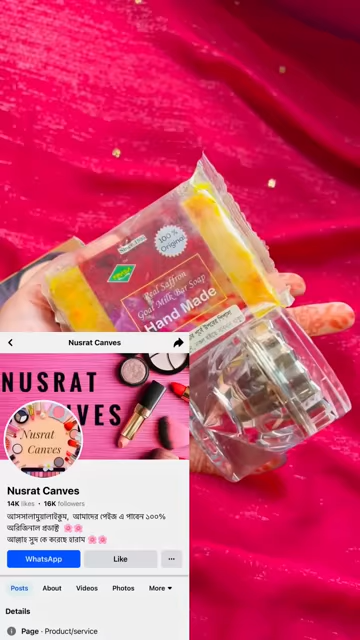 100%
Original
Real Saffron
Goat Milk Bar Soap
Hand Made
Nusrat Canves
NUSRAT
VES
Nusrat
Canves
Nusrat Canves
14K likes • 16K followers
আসসালামুয়ালাইকুম, আমাদের পেইজ এ পাবেন ১০০%
অরিজিনাল প্রডাক্ট 🌸🌸
আল্লাহ সুদ কে করেছে হারাম 🌸🌸
WhatsApp
Like
Posts
About
Videos
Photos
More
Details
Page · Product/service